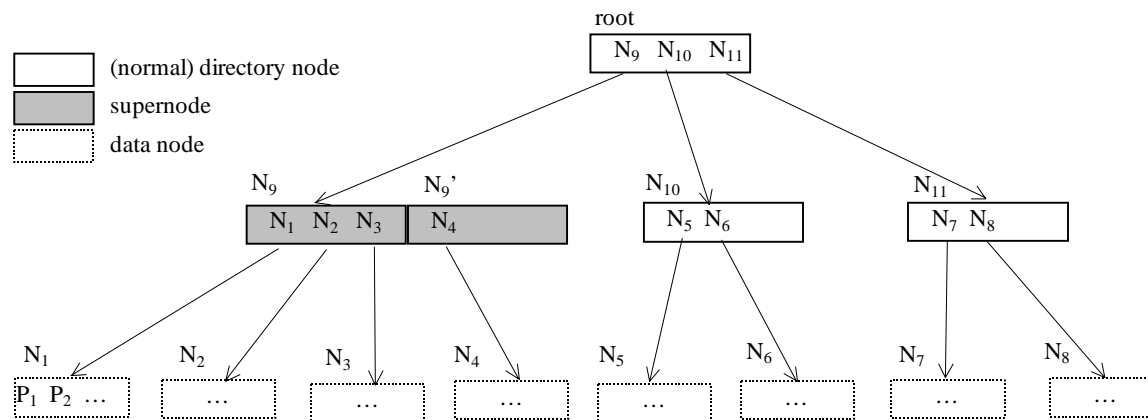 root
N₉ N₁₀ N₁₁
(normal) directory node
supernode
data node
N₉ N₉’ N₁₀ N₁₁
N₁ N₂ N₃ N₄ N₅ N₆ N₇ N₈
N₁ N₂ N₃ N₄ N₅ N₆ N₇ N₈
P₁ P₂ … … … … … … … …